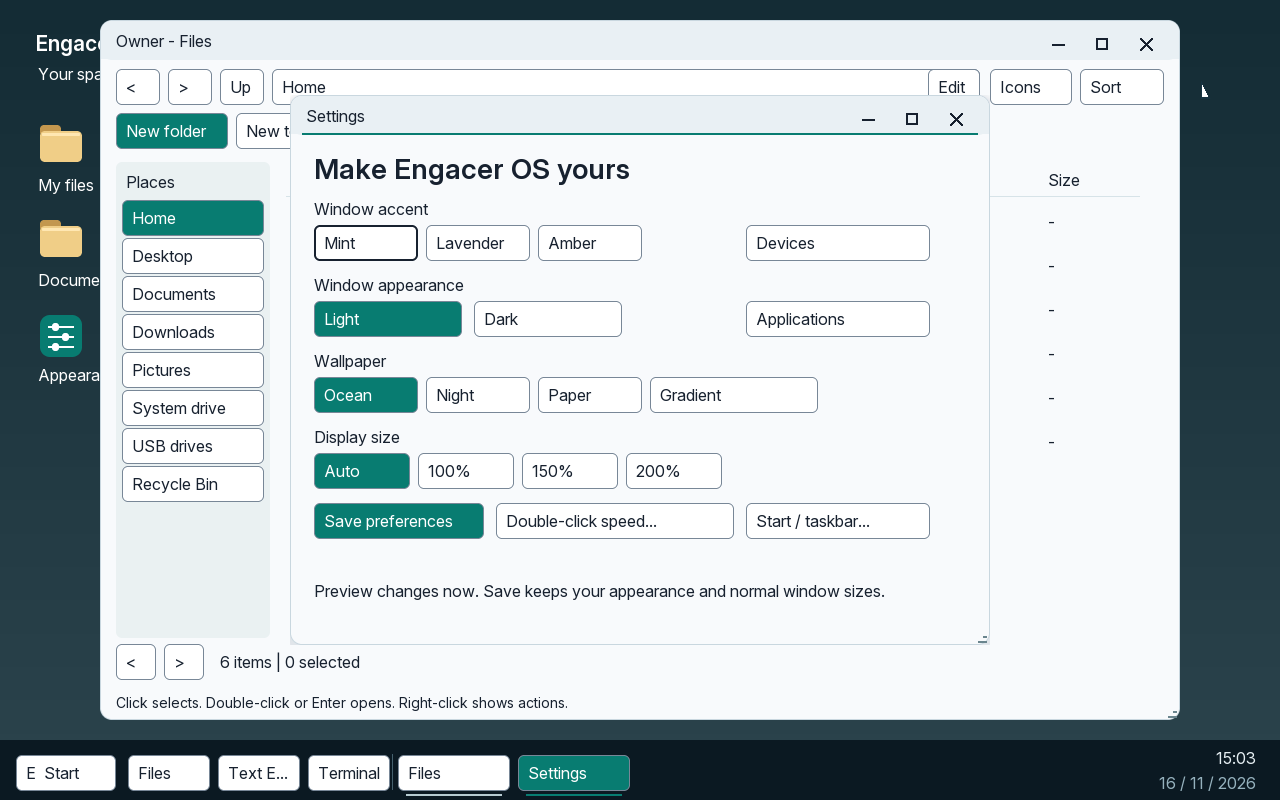 Engace
Your spa
My files
Docume
Appeara
Owner - Files
< > Up Home Edit Icons Sort
New folder New t
Places
Home
Desktop
Documents
Downloads
Pictures
System drive
USB drives
Recycle Bin
Size
-
-
-
-
-
-
Settings
Make Engacer OS yours
Window accent
Mint Lavender Amber Devices
Window appearance
Light Dark Applications
Wallpaper
Ocean Night Paper Gradient
Display size
Auto 100% 150% 200%
Save preferences Double-click speed... Start / taskbar...
Preview changes now. Save keeps your appearance and normal window sizes.
< > 6 items | 0 selected
Click selects. Double-click or Enter opens. Right-click shows actions.
E Start Files Text E... Terminal Files Settings
15:03
16 / 11 / 2026